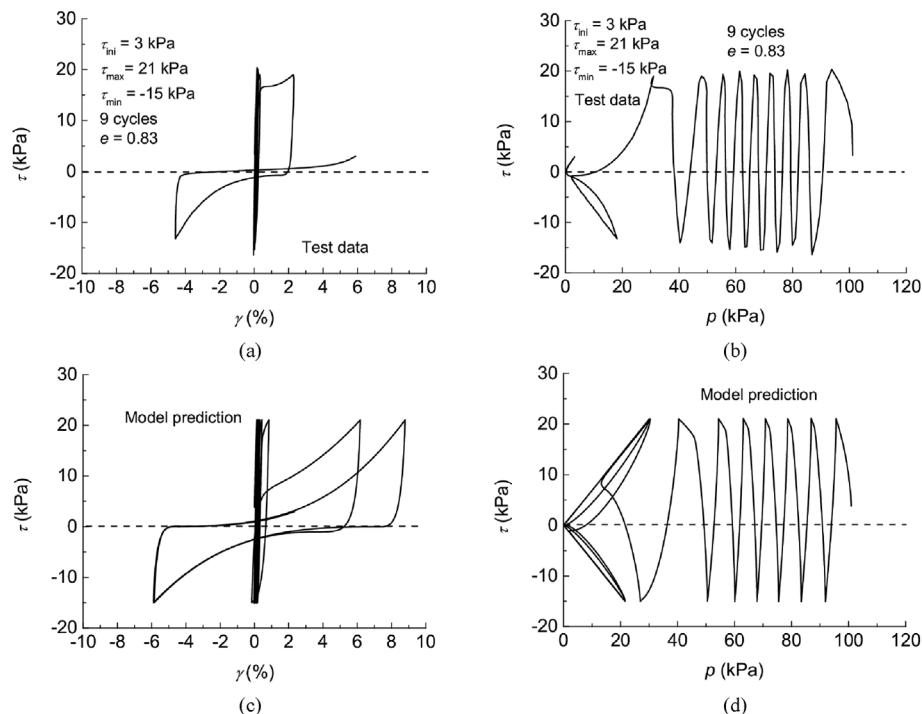 τini = 3 kPa
τmax = 21 kPa
τmin = -15 kPa
9 cycles
e = 0.83
Test data
30
20
10
0
-10
-20
τ (kPa)
-10 -8 -6 -4 -2 0 2 4 6 8 10
γ (%)
(a)
τini = 3 kPa
τmax = 21 kPa
τmin = -15 kPa
Test data
9 cycles
e = 0.83
30
20
10
0
-10
-20
τ (kPa)
0 20 40 60 80 100 120
p (kPa)
(b)
Model prediction
30
20
10
0
-10
-20
τ (kPa)
-10 -8 -6 -4 -2 0 2 4 6 8 10
γ (%)
(c)
Model prediction
30
20
10
0
-10
-20
τ (kPa)
0 20 40 60 80 100 120
p (kPa)
(d)